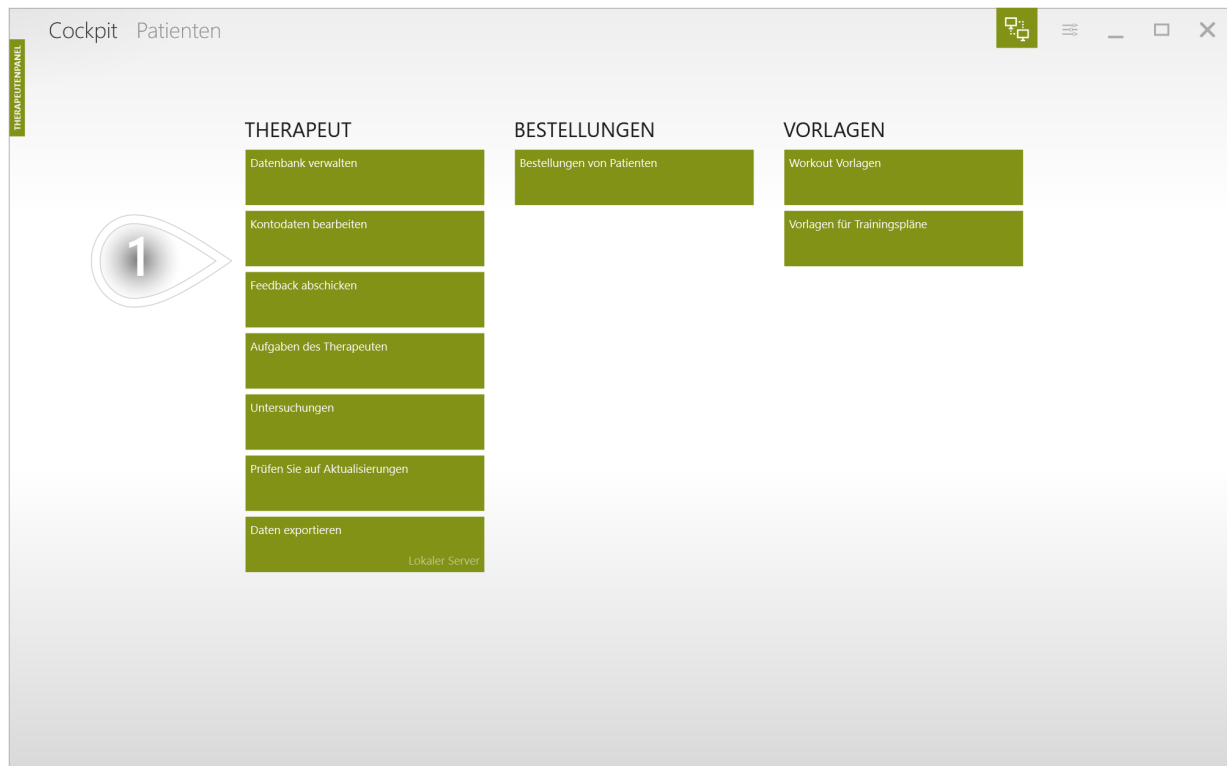 Cockpit Patienten
THERAPEUTENPANEL
THERAPEUT
Datenbank verwalten
Kontodaten bearbeiten
Feedback abschicken
Aufgaben des Therapeuten
Untersuchungen
Prüfen Sie auf Aktualisierungen
Daten exportieren
Lokaler Server
BESTELLUNGEN
Bestellungen von Patienten
VORLAGEN
Workout Vorlagen
Vorlagen für Trainingspläne
1